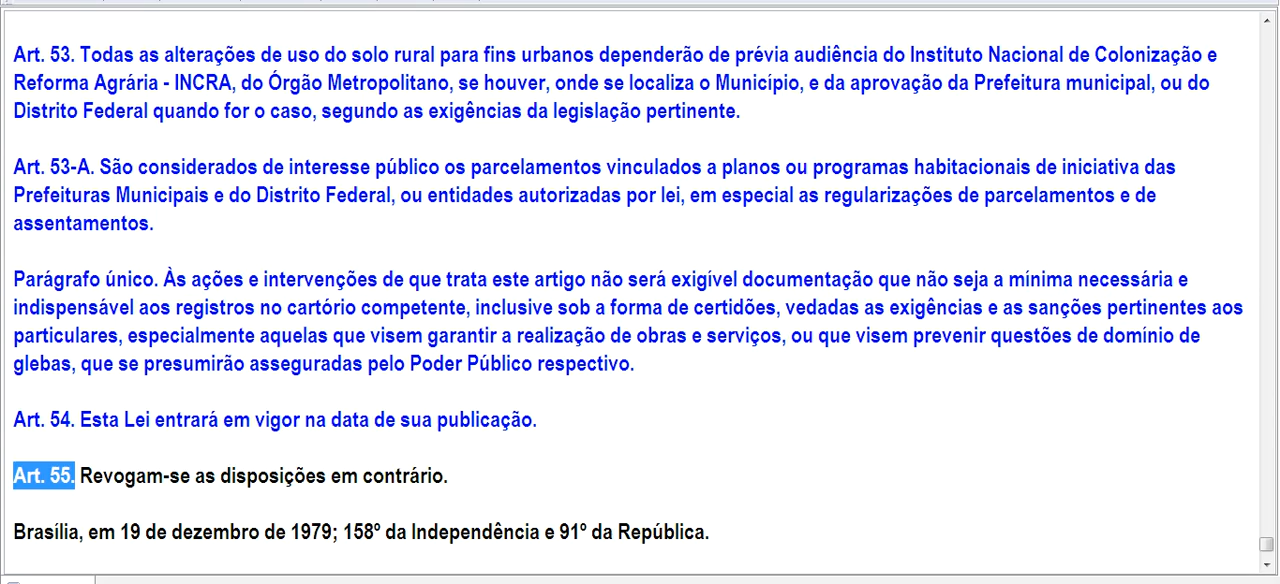 Art. 53. Todas as alterações de uso do solo rural para fins urbanos dependerão de prévia audiência do Instituto Nacional de Colonização e
Reforma Agrária - INCRA, do Órgão Metropolitano, se houver, onde se localiza o Município, e da aprovação da Prefeitura municipal, ou do
Distrito Federal quando for o caso, segundo as exigências da legislação pertinente.
Art. 53-A. São considerados de interesse público os parcelamentos vinculados a planos ou programas habitacionais de iniciativa das
Prefeituras Municipais e do Distrito Federal, ou entidades autorizadas por lei, em especial as regularizações de parcelamentos e de
assentamentos.
Parágrafo único. Às ações e intervenções de que trata este artigo não será exigível documentação que não seja a mínima necessária e
indispensável aos registros no cartório competente, inclusive sob a forma de certidões, vedadas as exigências e as sanções pertinentes aos
particulares, especialmente aquelas que visem garantir a realização de obras e serviços, ou que visem prevenir questões de domínio de
glebas, que se presumirão asseguradas pelo Poder Público respectivo.
Art. 54. Esta Lei entrará em vigor na data de sua publicação.
Art. 55. Revogam-se as disposições em contrário.
Brasília, em 19 de dezembro de 1979; 158º da Independência e 91º da República.